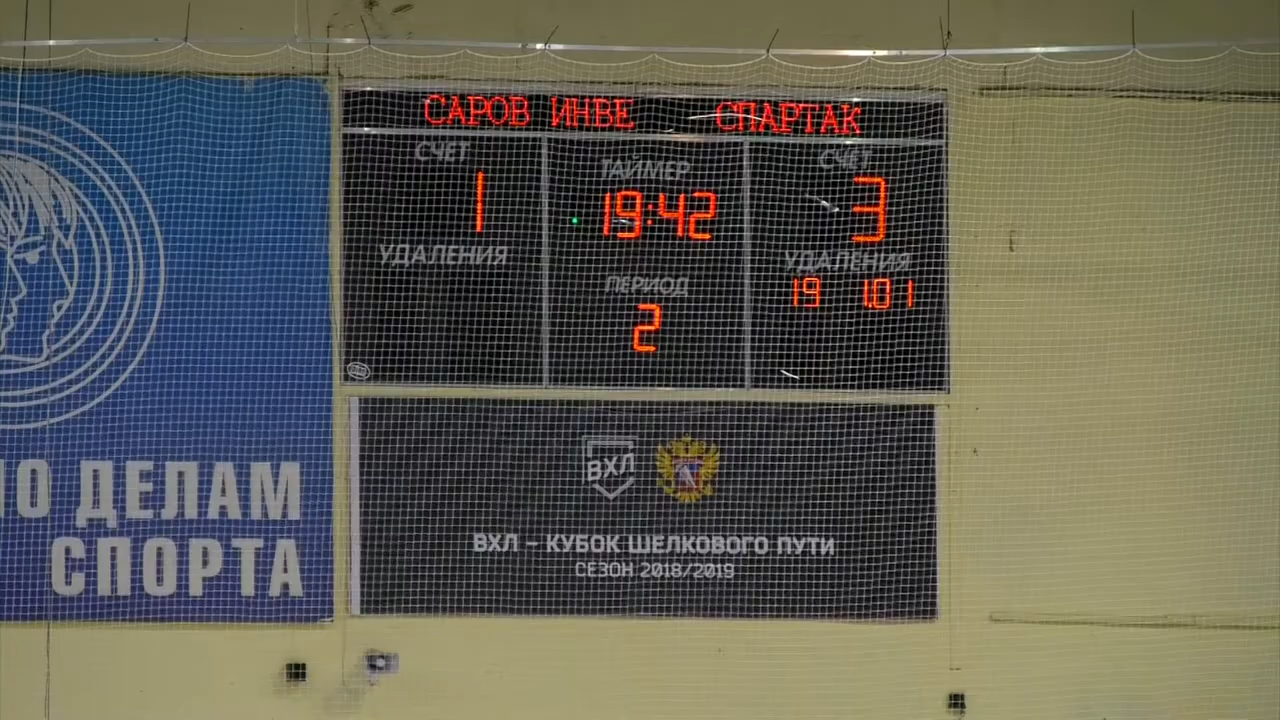 САРОВ ИНВЕ СПАРТАК
СЧЕТ ТАЙМЕР СЧЕТ
1 19:42 3
УДАЛЕНИЯ ПЕРИОД УДАЛЕНИЯ
2 19 1.01
ВХЛ
ВХЛ – КУБОК ШЕЛКОВОГО ПУТИ
СЕЗОН 2018/2019
ПО ДЕЛАМ
СПОРТА